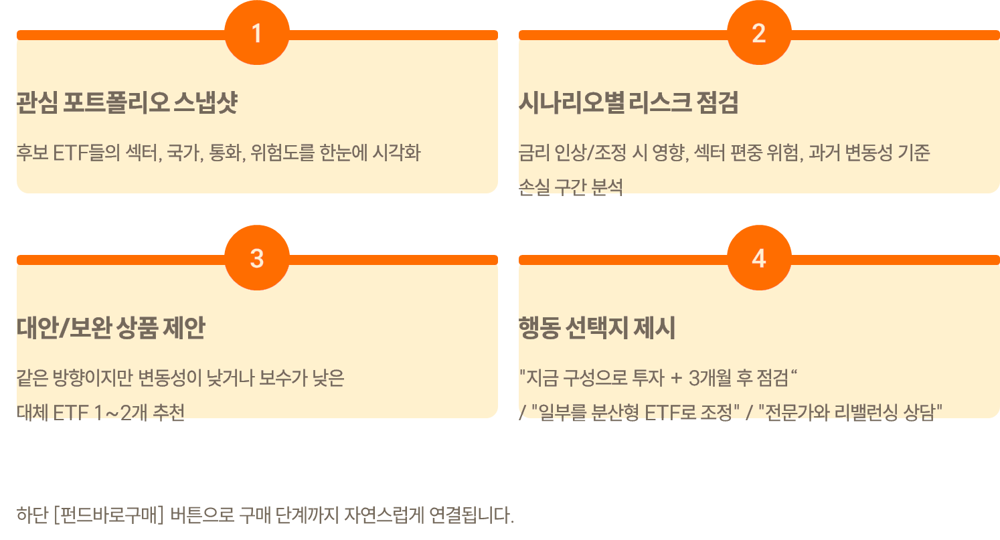 1
관심 포트폴리오 스냅샷
후보 ETF들의 섹터, 국가, 통화, 위험도를 한눈에 시각화
2
시나리오별 리스크 점검
금리 인상/조정 시 영향, 섹터 편중 위험, 과거 변동성 기준
손실 구간 분석
3
대안/보완 상품 제안
같은 방향이지만 변동성이 낮거나 보수가 낮은
대체 ETF 1~2개 추천
4
행동 선택지 제시
"지금 구성으로 투자 + 3개월 후 점검“
/ "일부를 분산형 ETF로 조정" / "전문가와 리밸런싱 상담"
하단 [펀드바로구매] 버튼으로 구매 단계까지 자연스럽게 연결됩니다.